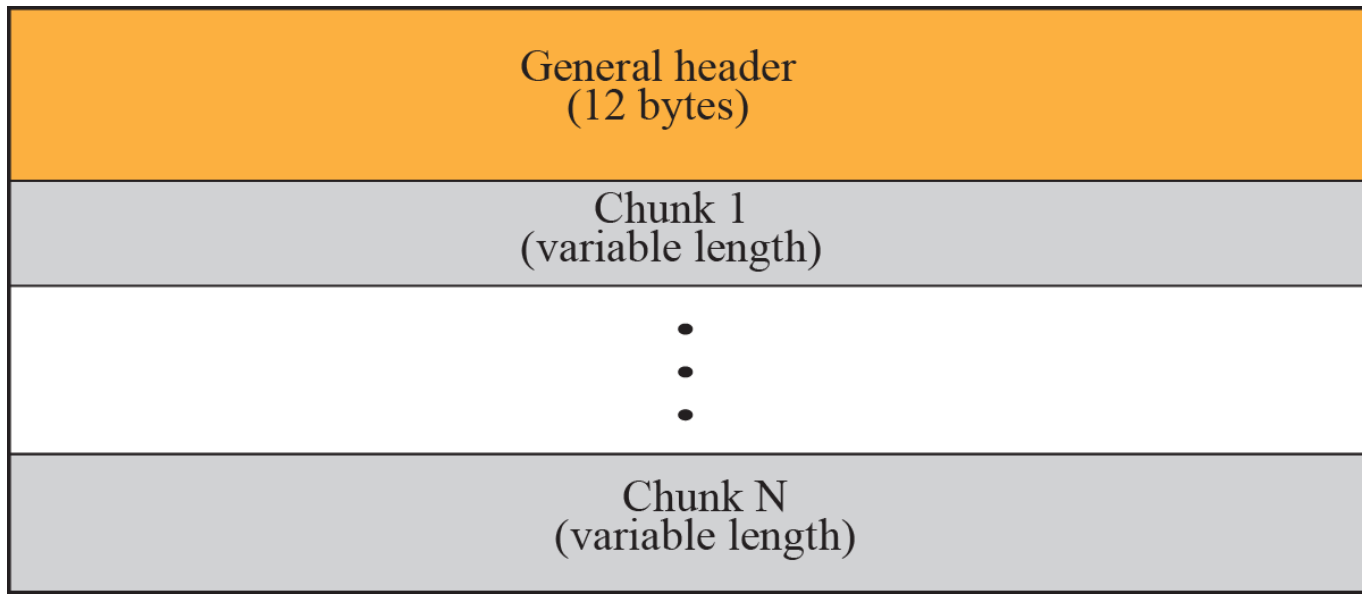 General header
(12 bytes)
Chunk 1
(variable length)
Chunk N
(variable length)